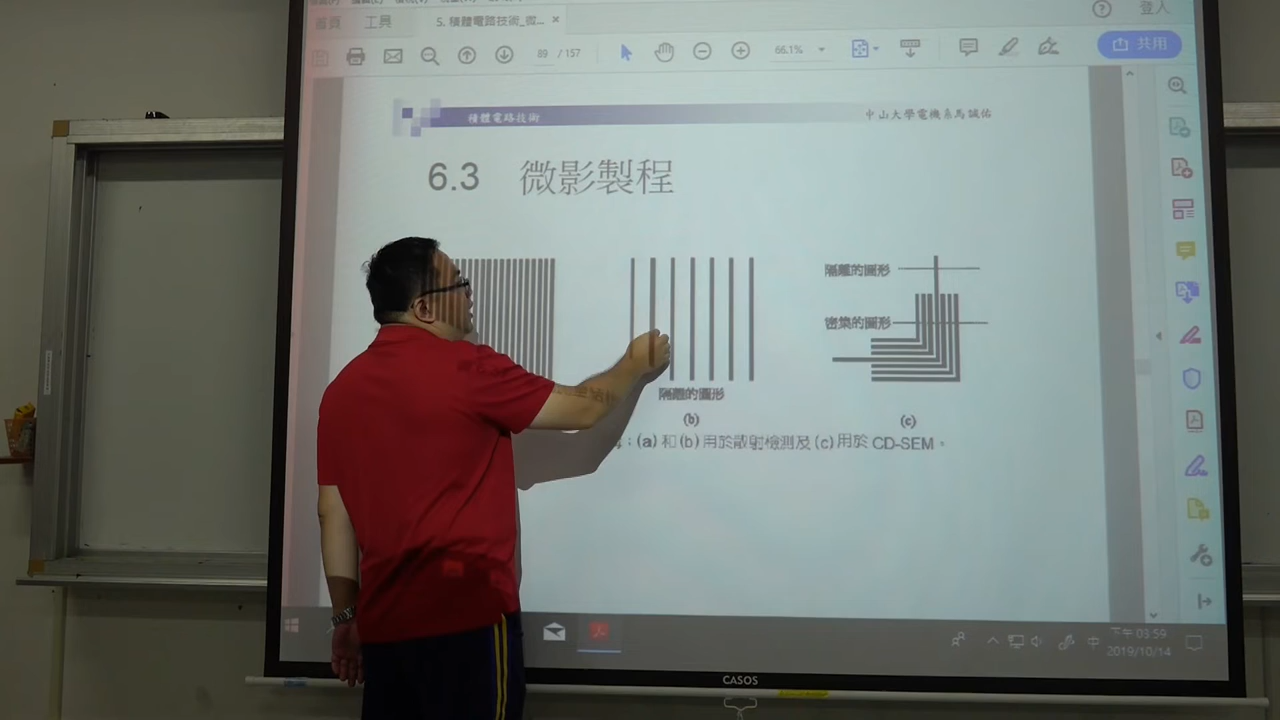 首頁 工具 5. 積體電路技術_微... × 登入
89 / 157 66.1% 共用
積體電路技術 中山大學電機系馬誠佑
6.3 微影製程
隔離的圖形
密集的圖形
隔離的圖形
(b) (c)
：(a) 和 (b) 用於散射檢測及 (c) 用於 CD-SEM。
中 下午 03:59
2019/10/14
CASOS